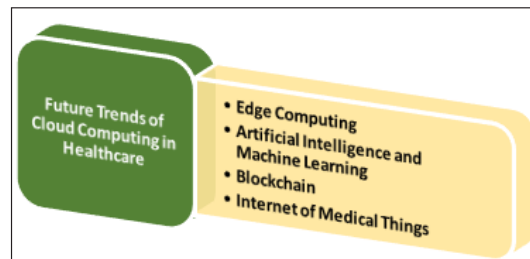 Future Trends of
Cloud Computing in
Healthcare
• Edge Computing
• Artificial Intelligence and
Machine Learning
• Blockchain
• Internet of Medical Things